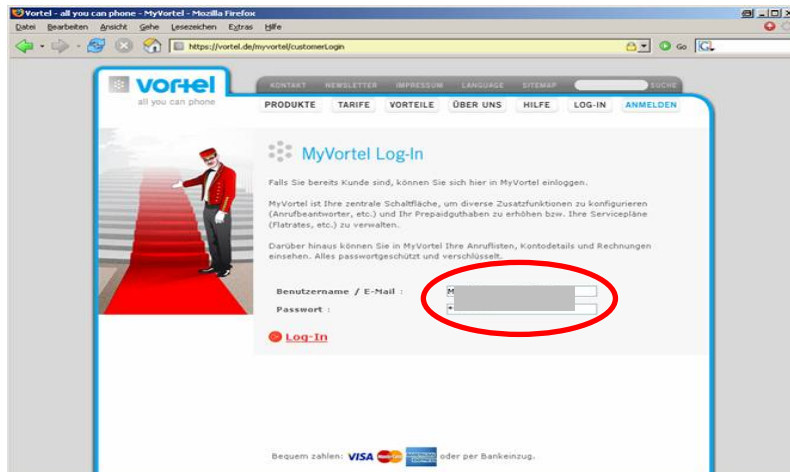 Vortel - all you can phone - MyVortel - Mozilla Firefox
Datei Bearbeiten Ansicht Gehe Lesezeichen Extras Hilfe
https://vortel.de/myvortel/customerLogin
Go
G
vortel
all you can phone
KONTAKT NEWSLETTER IMPRESSUM LANGUAGE SITEMAP SUCHE
PRODUKTE TARIFE VORTEILE ÜBER UNS HILFE LOG-IN ANMELDEN
MyVortel Log-In
Falls Sie bereits Kunde sind, können Sie sich hier in MyVortel einloggen.
MyVortel ist Ihre zentrale Schaltfläche, um diverse Zusatzfunktionen zu konfigurieren
(Anrufbeantworter, etc.) und Ihr Prepaidguthaben zu erhöhen bzw. Ihre Servicepläne
(Flatrates, etc.) zu verwalten.
Darüber hinaus können Sie in MyVortel Ihre Anruflisten, Kontodetails und Rechnungen
einsehen. Alles passwortgeschützt und verschlüsselt.
Benutzername / E-Mail : M
Passwort : *
Log-In
Bequem zahlen: VISA MasterCard oder per Bankeinzug.